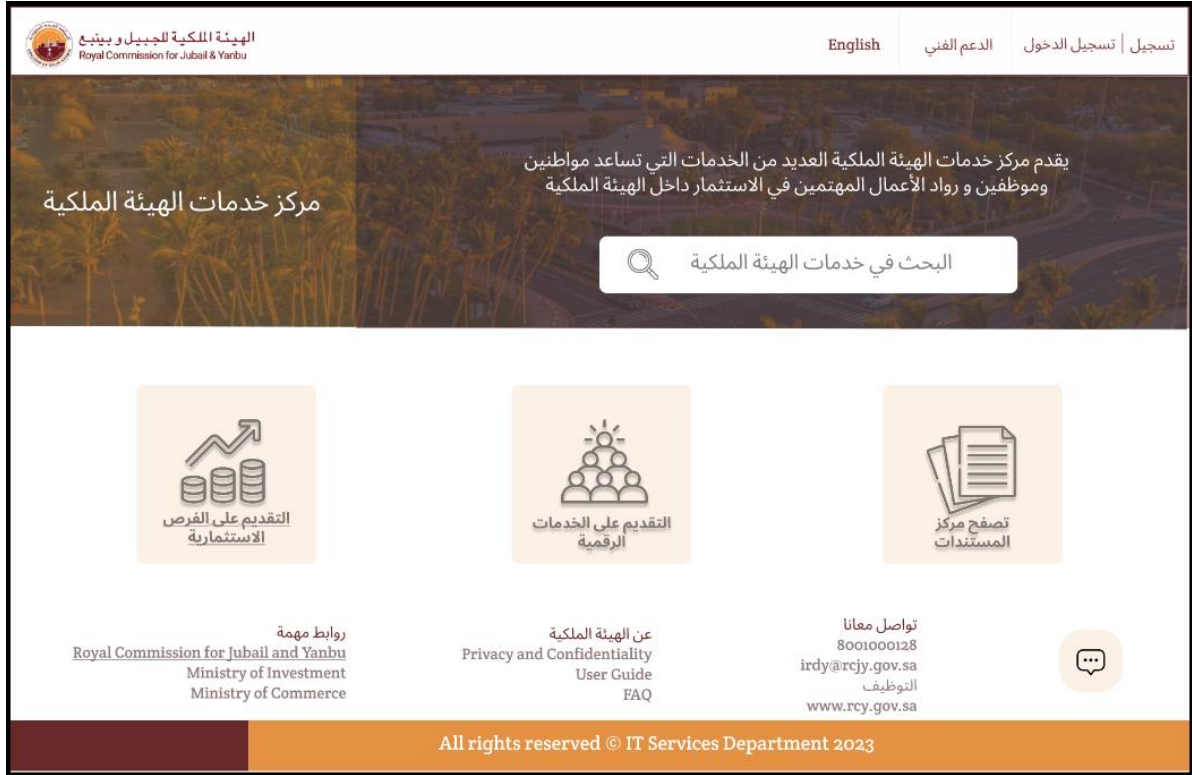 تسجيل | تسجيل الدخول
الدعم الفني
English
الهيئة الملكية للجبيل و بينبع
Royal Commission for Jubail & Yanbu
يقدم مركز خدمات الهيئة الملكية العديد من الخدمات التي تساعد مواطنين
وموظفين و رواد الأعمال المهتمين في الاستثمار داخل الهيئة الملكية
مركز خدمات الهيئة الملكية
البحث في خدمات الهيئة الملكية
تصفح مركز
المستندات
التقديم على الخدمات
الرقمية
التقديم على الفرص
الاستثمارية
تواصل معانا
8001000128
irdy@rcjy.gov.sa
التوظيف
www.rcy.gov.sa
عن الهيئة الملكية
Privacy and Confidentiality
User Guide
FAQ
روابط مهمة
Royal Commission for Jubail and Yanbu
Ministry of Investment
Ministry of Commerce
All rights reserved © IT Services Department 2023